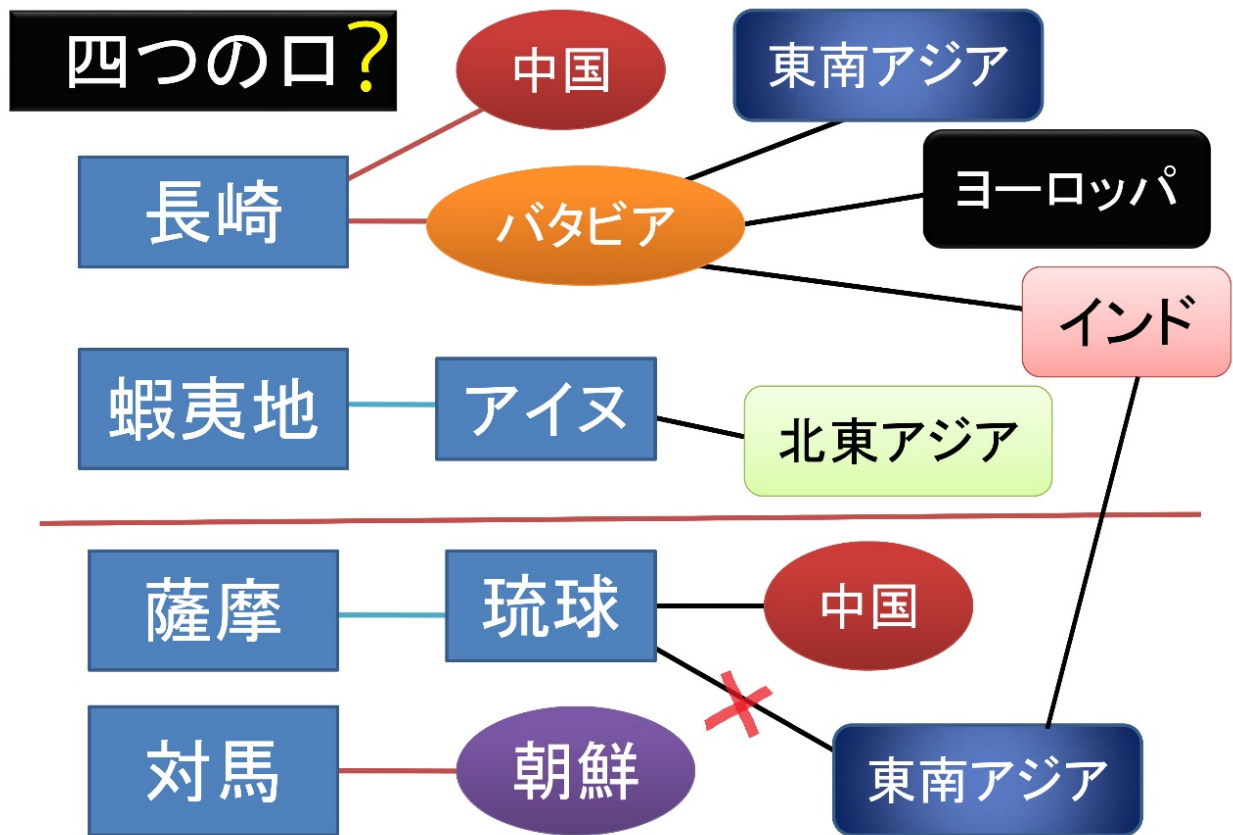 四つの口？
中国
東南アジア
長崎
バタビア
ヨーロッパ
インド
蝦夷地
アイヌ
北東アジア
薩摩
琉球
中国
対馬
朝鮮
東南アジア